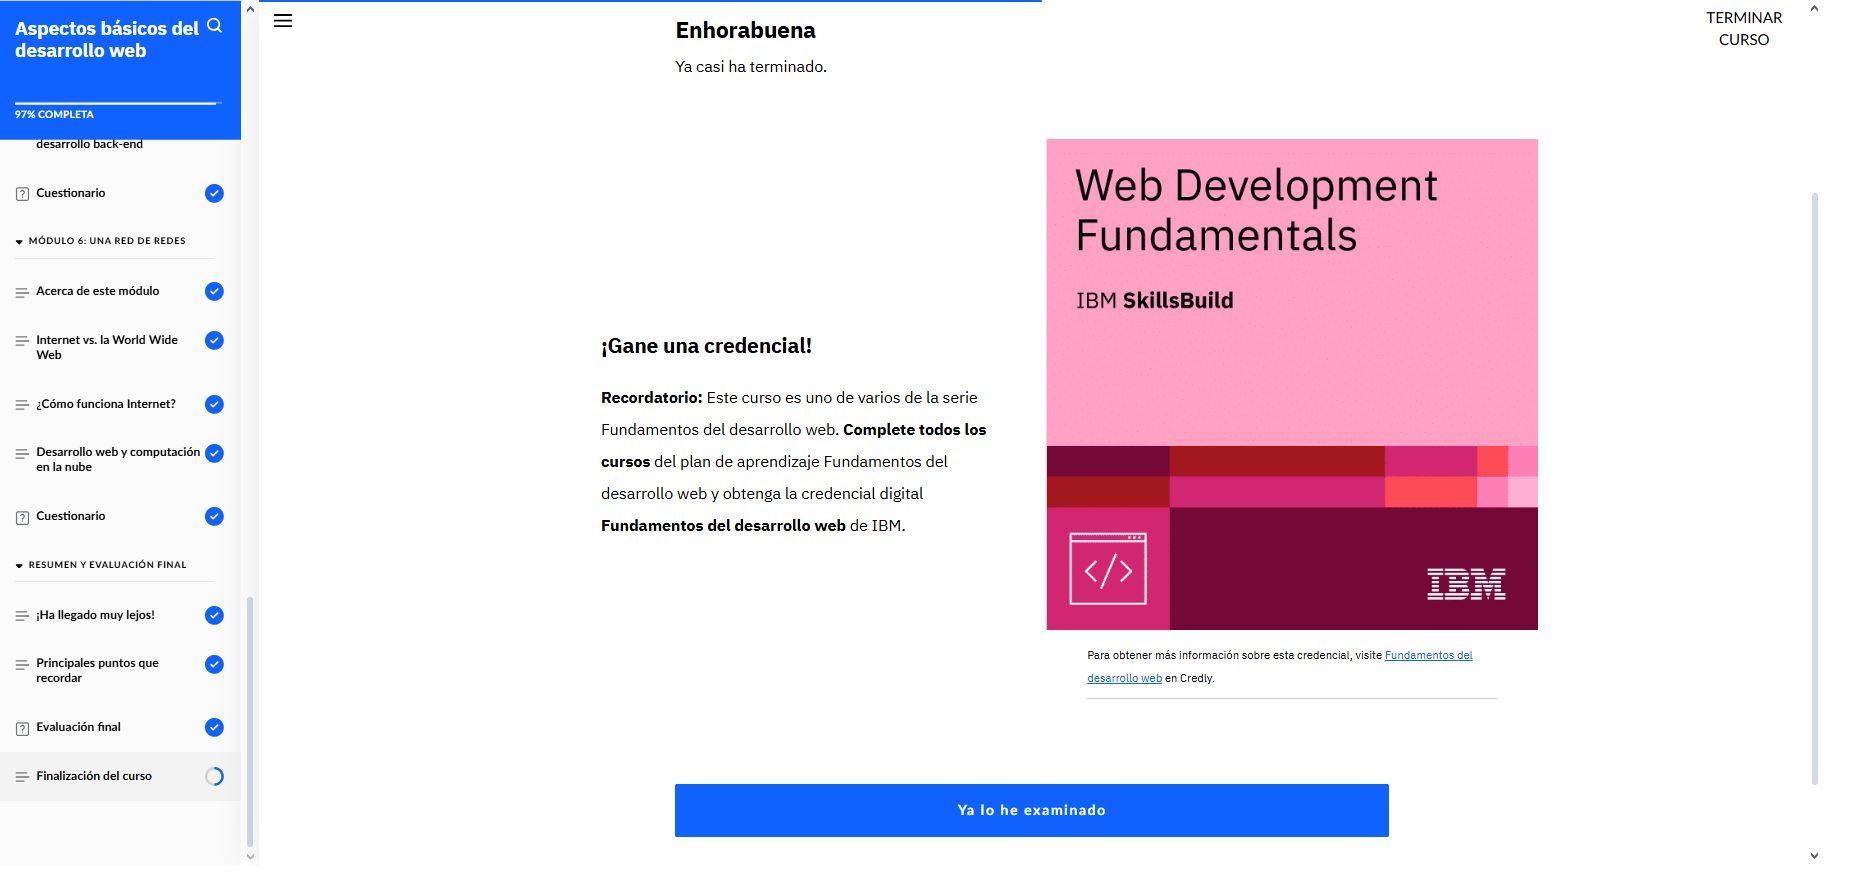 Aspectos básicos del
desarrollo web
97% COMPLETA
desarrollo back-end
Cuestionario
MÓDULO 6: UNA RED DE REDES
Acerca de este módulo
Internet vs. la World Wide
Web
¿Cómo funciona Internet?
Desarrollo web y computación
en la nube
Cuestionario
RESUMEN Y EVALUACIÓN FINAL
¡Ha llegado muy lejos!
Principales puntos que
recordar
Evaluación final
Finalización del curso
TERMINAR
CURSO
Enhorabuena
Ya casi ha terminado.
¡Gane una credencial!
Recordatorio: Este curso es uno de varios de la serie
Fundamentos del desarrollo web. Complete todos los
cursos del plan de aprendizaje Fundamentos del
desarrollo web y obtenga la credencial digital
Fundamentos del desarrollo web de IBM.
Web Development
Fundamentals
IBM SkillsBuild
</>
IBM
Para obtener más información sobre esta credencial, visite Fundamentos del
desarrollo web en Credly.
Ya lo he examinado